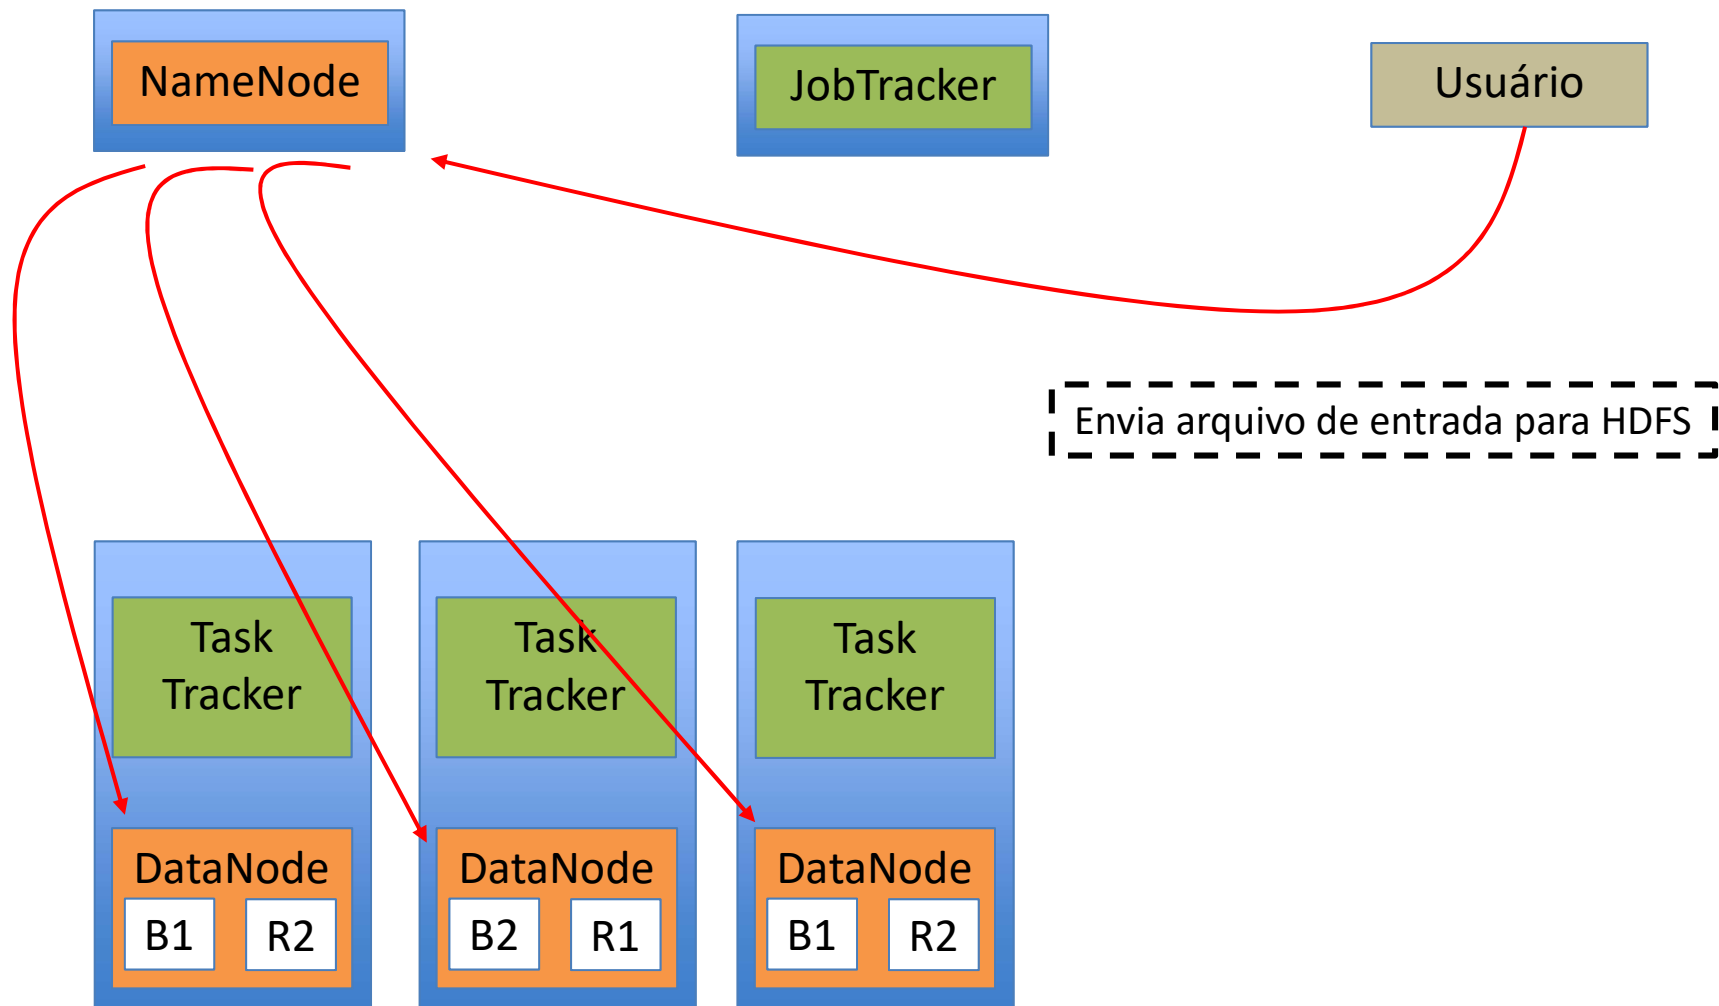 NameNode
JobTracker
Usuário
Envia arquivo de entrada para HDFS
Task
Tracker
Task
Tracker
Task
Tracker
DataNode
B1 R2
DataNode
B2 R1
DataNode
B1 R2